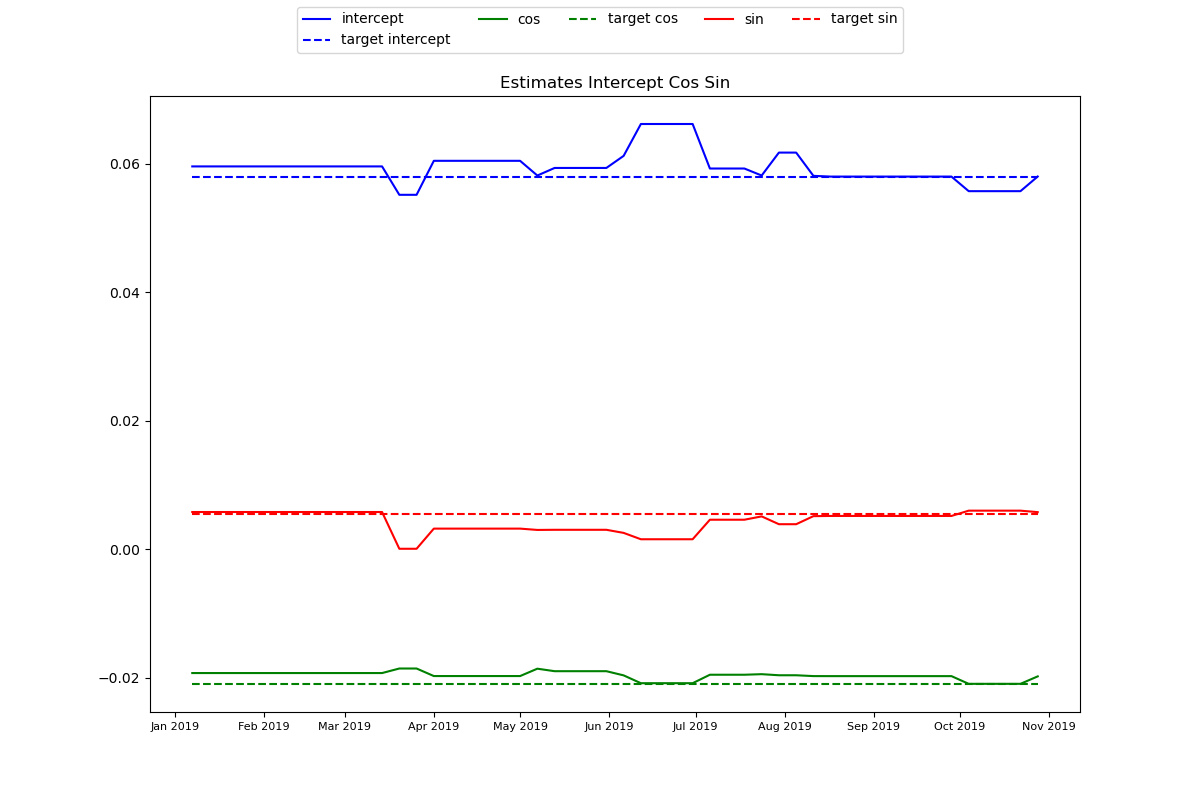 intercept cos target cos sin target sin
target intercept
Estimates Intercept Cos Sin
0.06
0.04
0.02
0.00
−0.02
Jan 2019 Feb 2019 Mar 2019 Apr 2019 May 2019 Jun 2019 Jul 2019 Aug 2019 Sep 2019 Oct 2019 Nov 2019